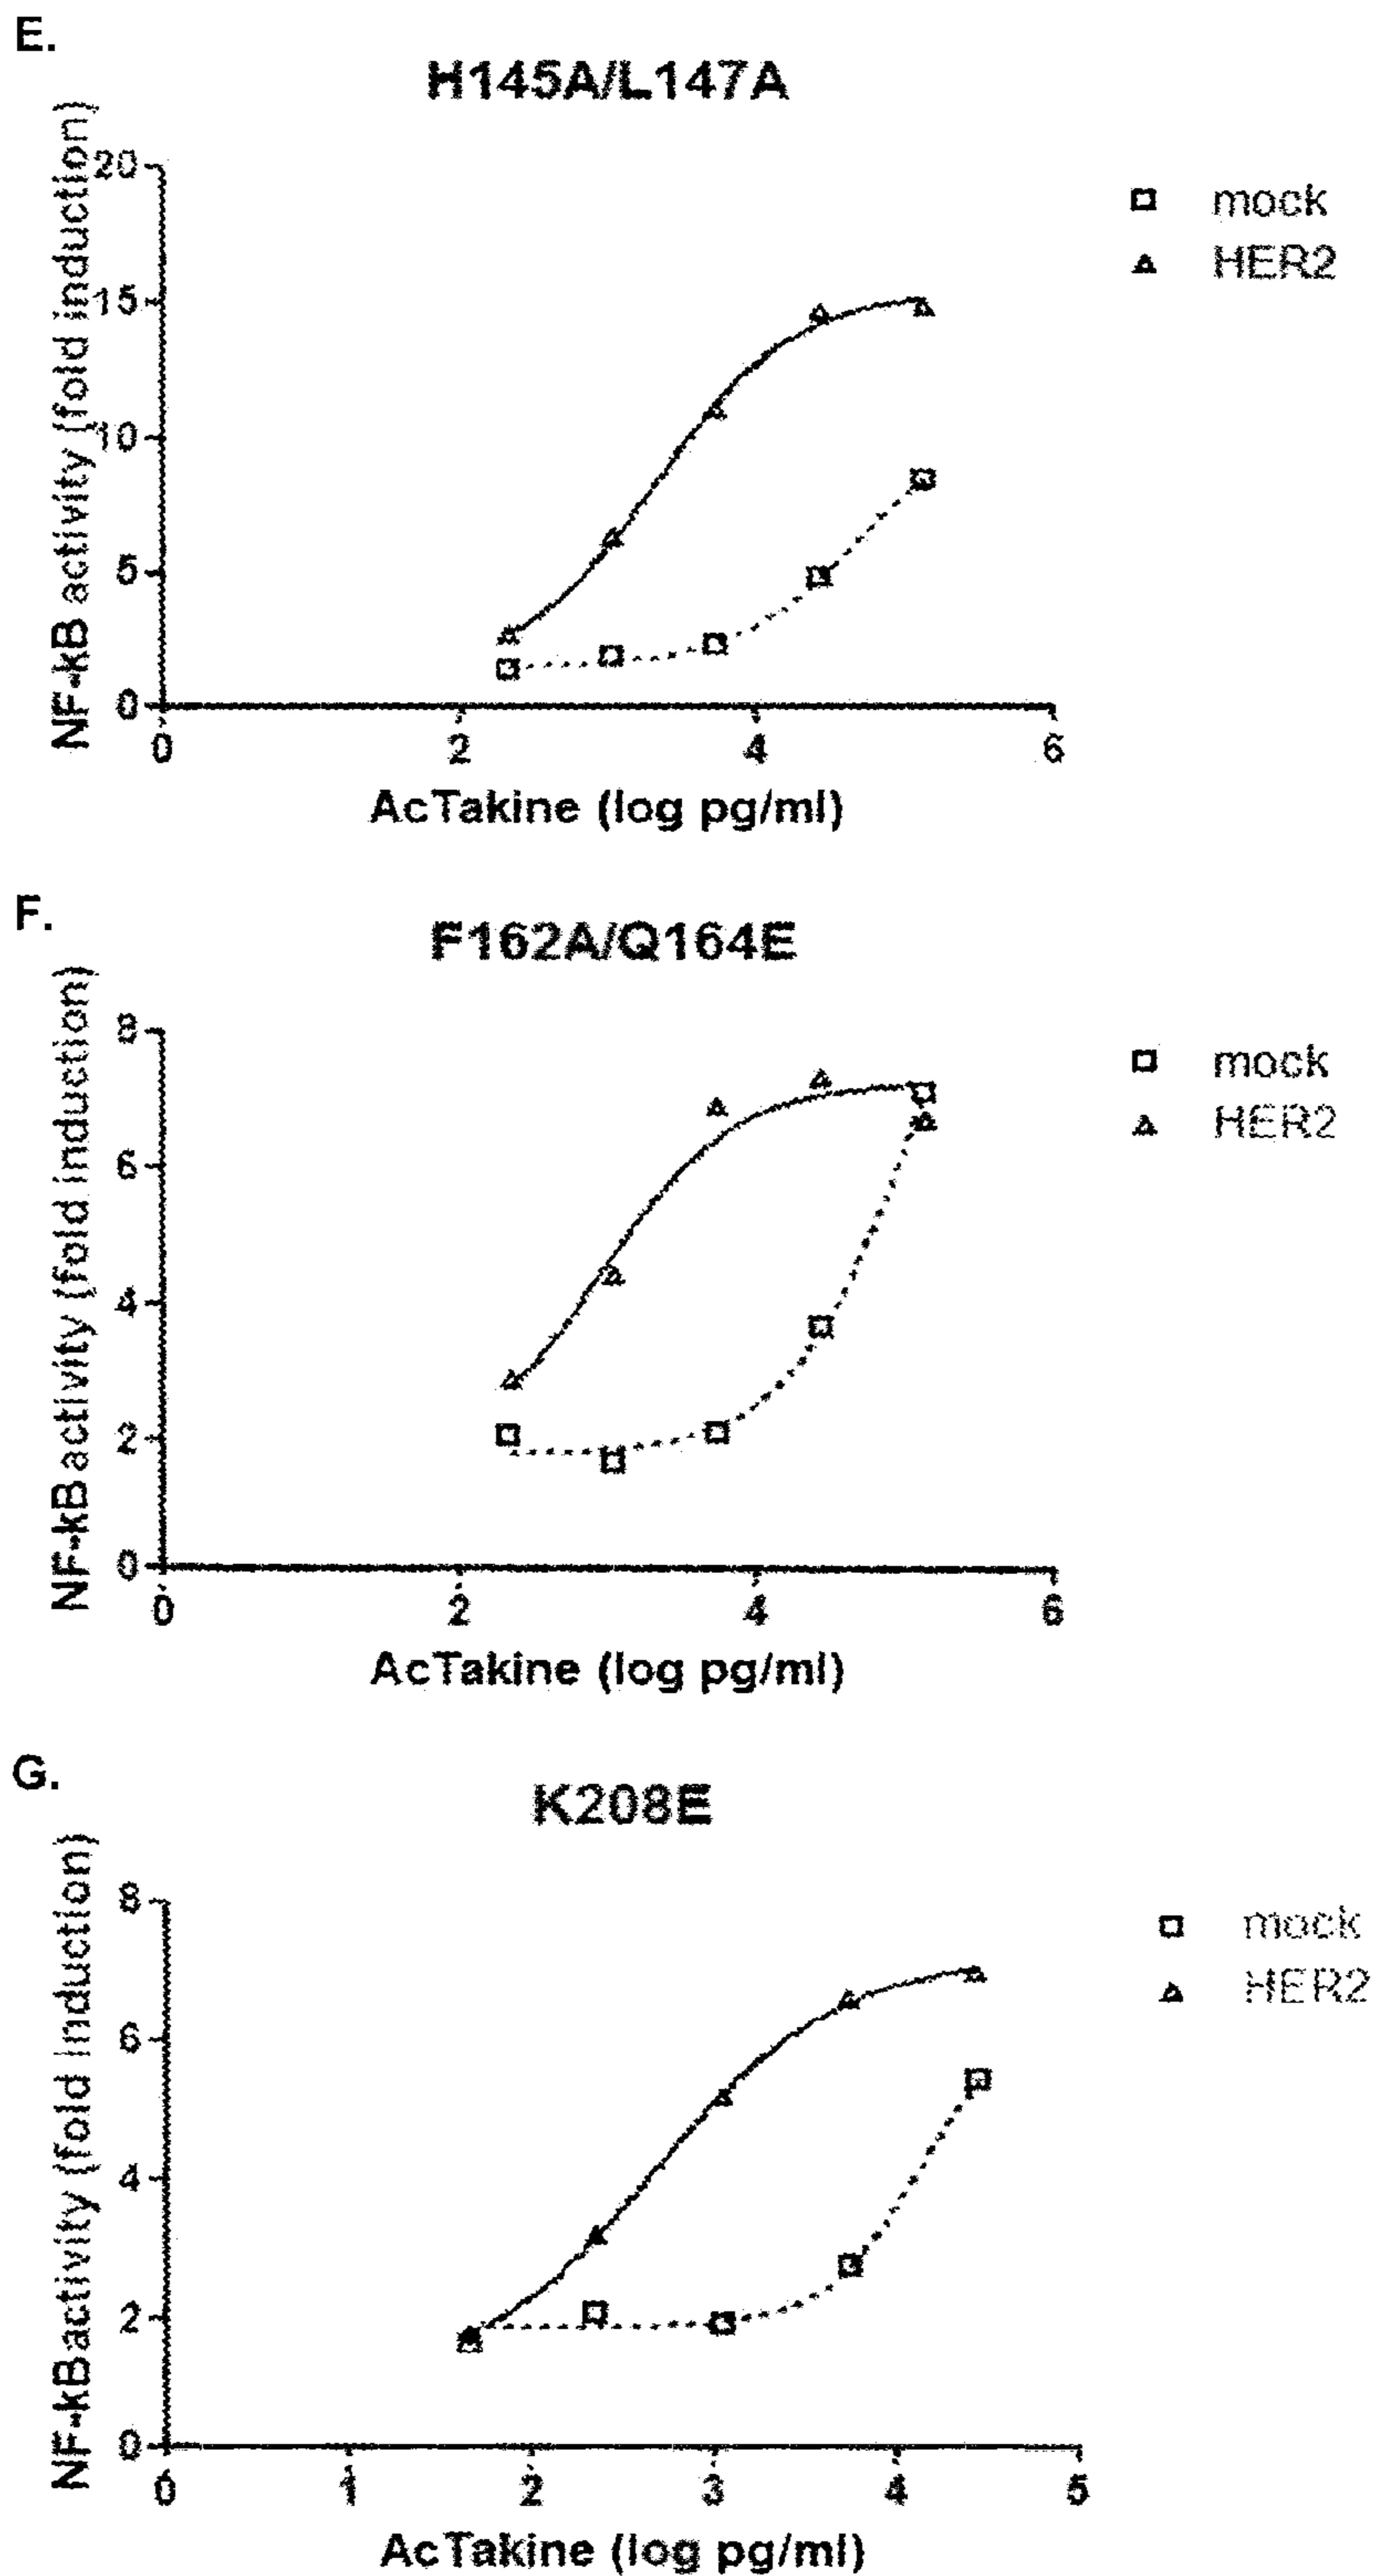 E.
H145A/L147A
NF-kB activity (fold induction)
20
15
10
5
0
0 2 4 6
AcTakine (log pg/ml)
mock
HER2
F.
F162A/Q164E
NF-kB activity (fold induction)
8
6
4
2
0
0 2 4 6
AcTakine (log pg/ml)
mock
HER2
G.
K208E
NF-kB activity (fold induction)
8
6
4
2
0
0 1 2 3 4 5
AcTakine (log pg/ml)
mock
HER2